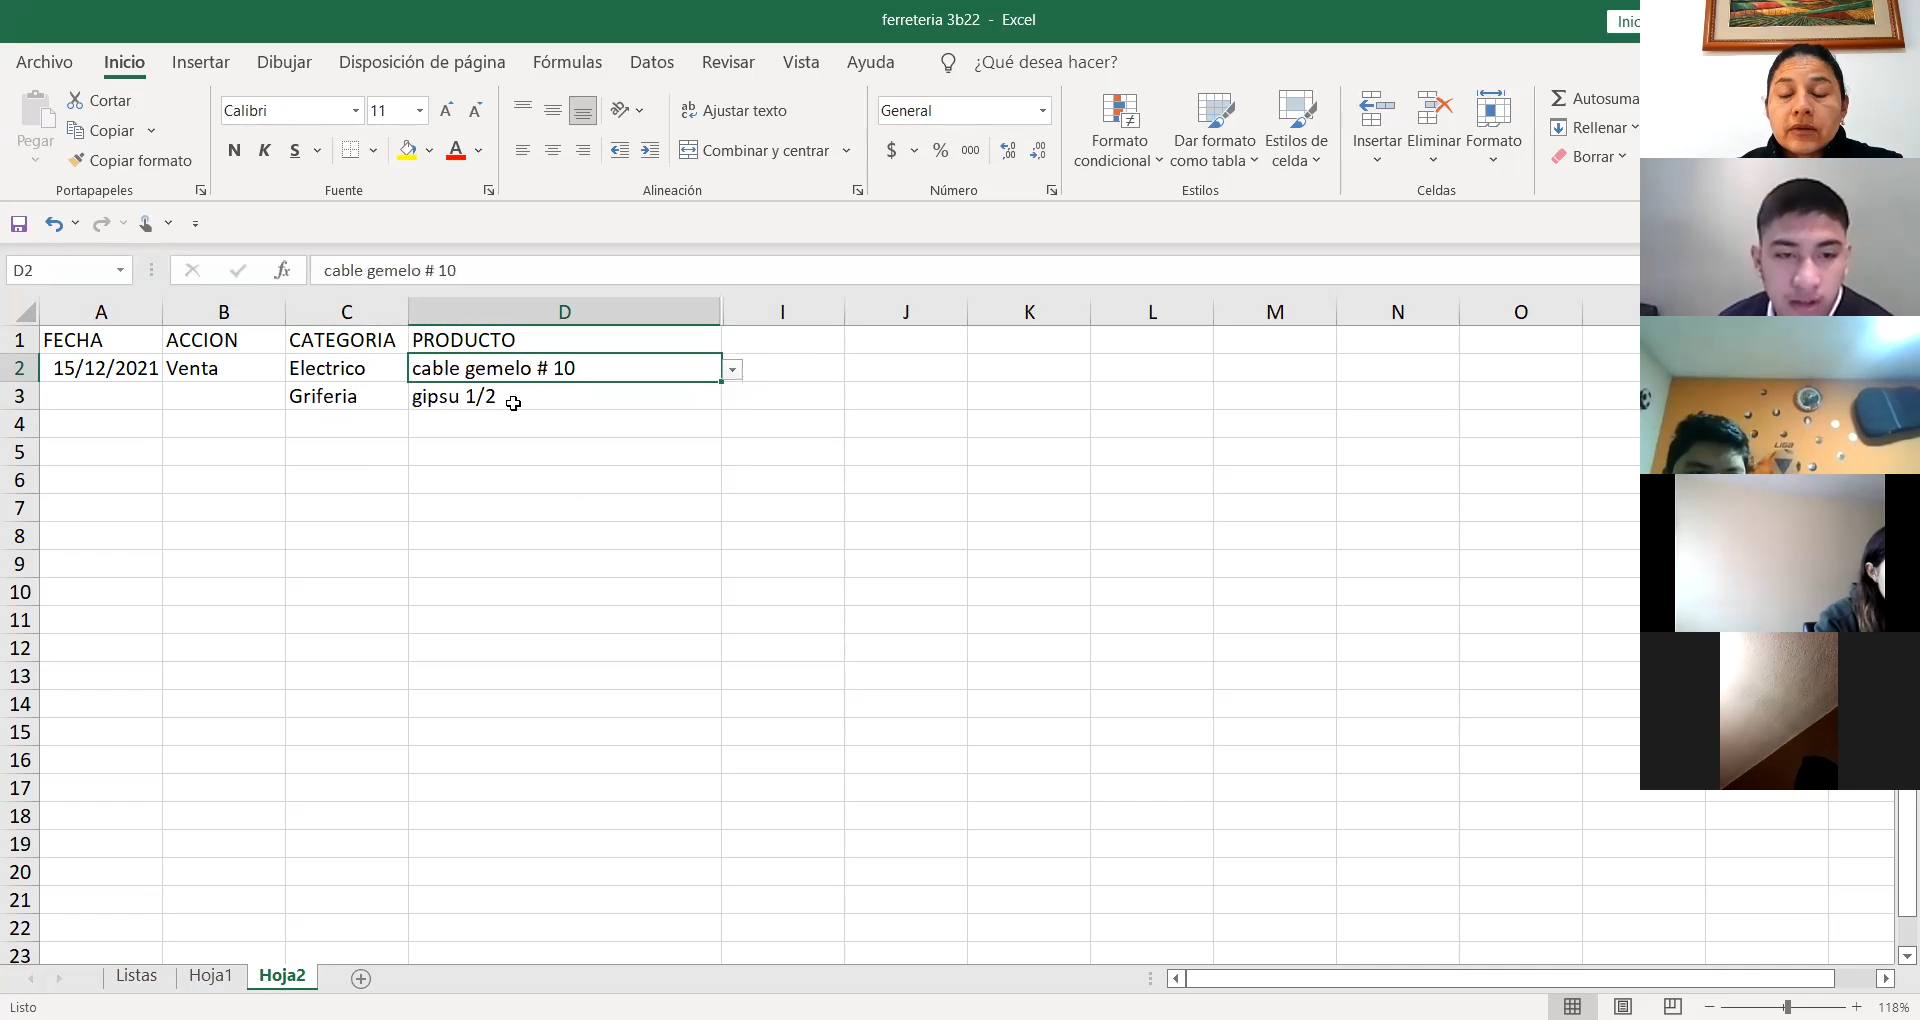 ferreteria 3b22 - Excel
Archivo Inicio Insertar Dibujar Disposición de página Fórmulas Datos Revisar Vista Ayuda ¿Qué desea hacer?
Pegar
Cortar
Copiar
Copiar formato
Portapapeles
Calibri 11
N K S
Fuente
Ajustar texto
Combinar y centrar
Alineación
General
$ % 000
Número
Formato condicional
Dar formato como tabla
Estilos de celda
Estilos
Insertar Eliminar Formato
Celdas
Autosuma
Rellenar
Borrar
D2 fx cable gemelo # 10
A B C D I J K L M N O
1 FECHA ACCION CATEGORIA PRODUCTO
2 15/12/2021 Venta Electrico cable gemelo # 10
3 Griferia gipsu 1/2
4
5
6
7
8
9
10
11
12
13
14
15
16
17
18
19
20
21
22
23
Listas Hoja1 Hoja2
Listo 118%